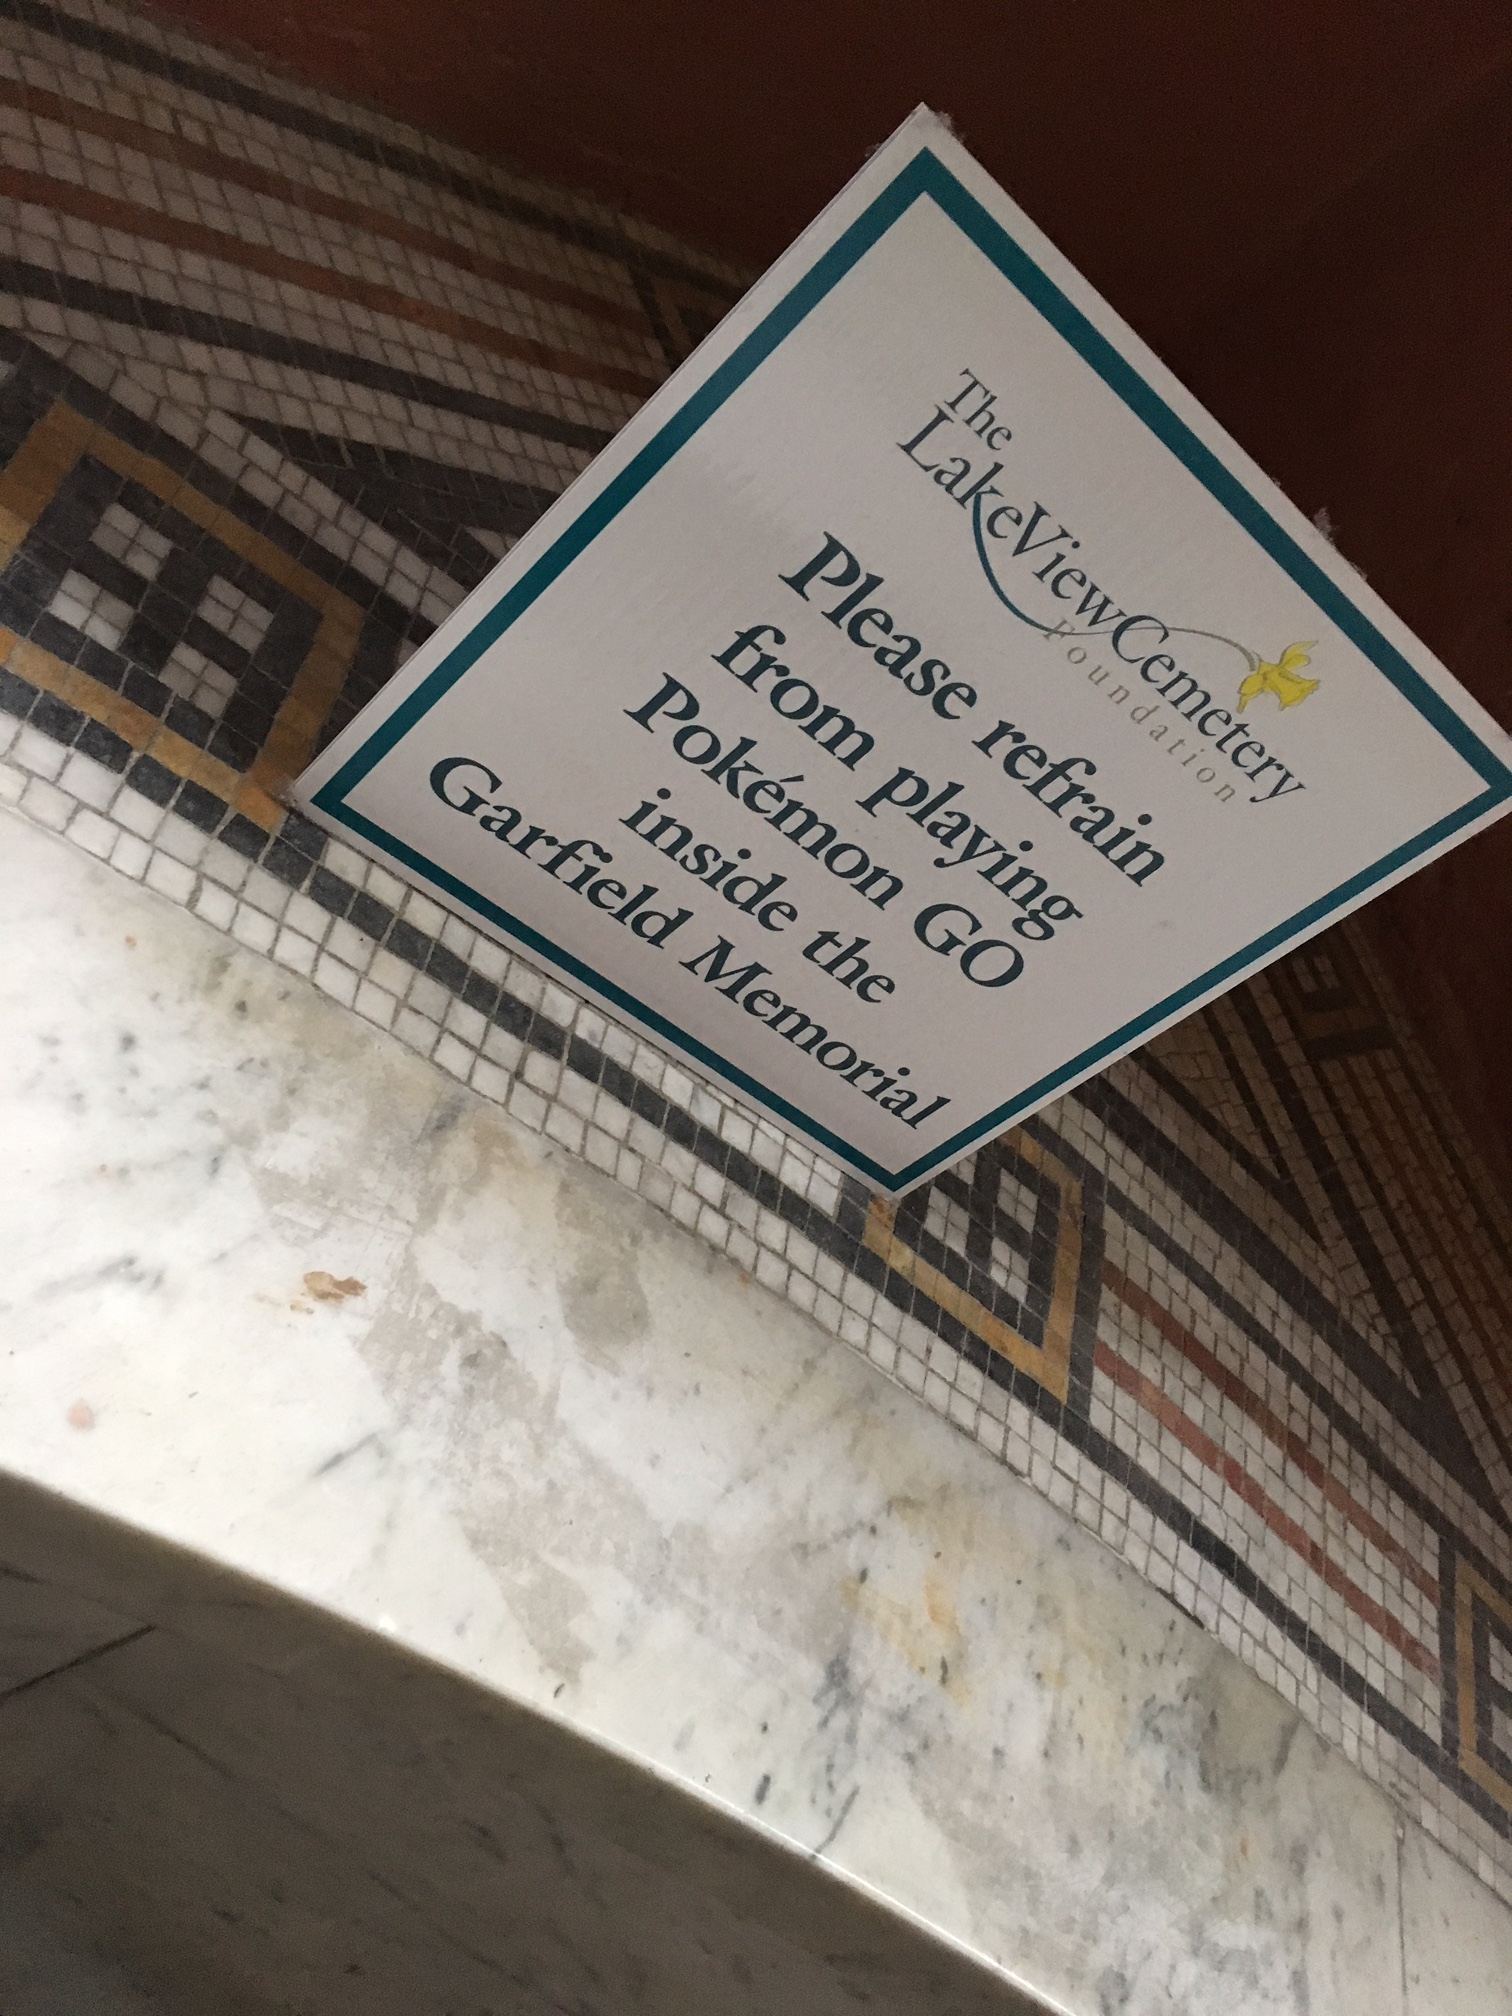 The
LakeViewCemetery
Foundation
Please refrain
from playing
Pokémon GO
inside the
Garfield Memorial